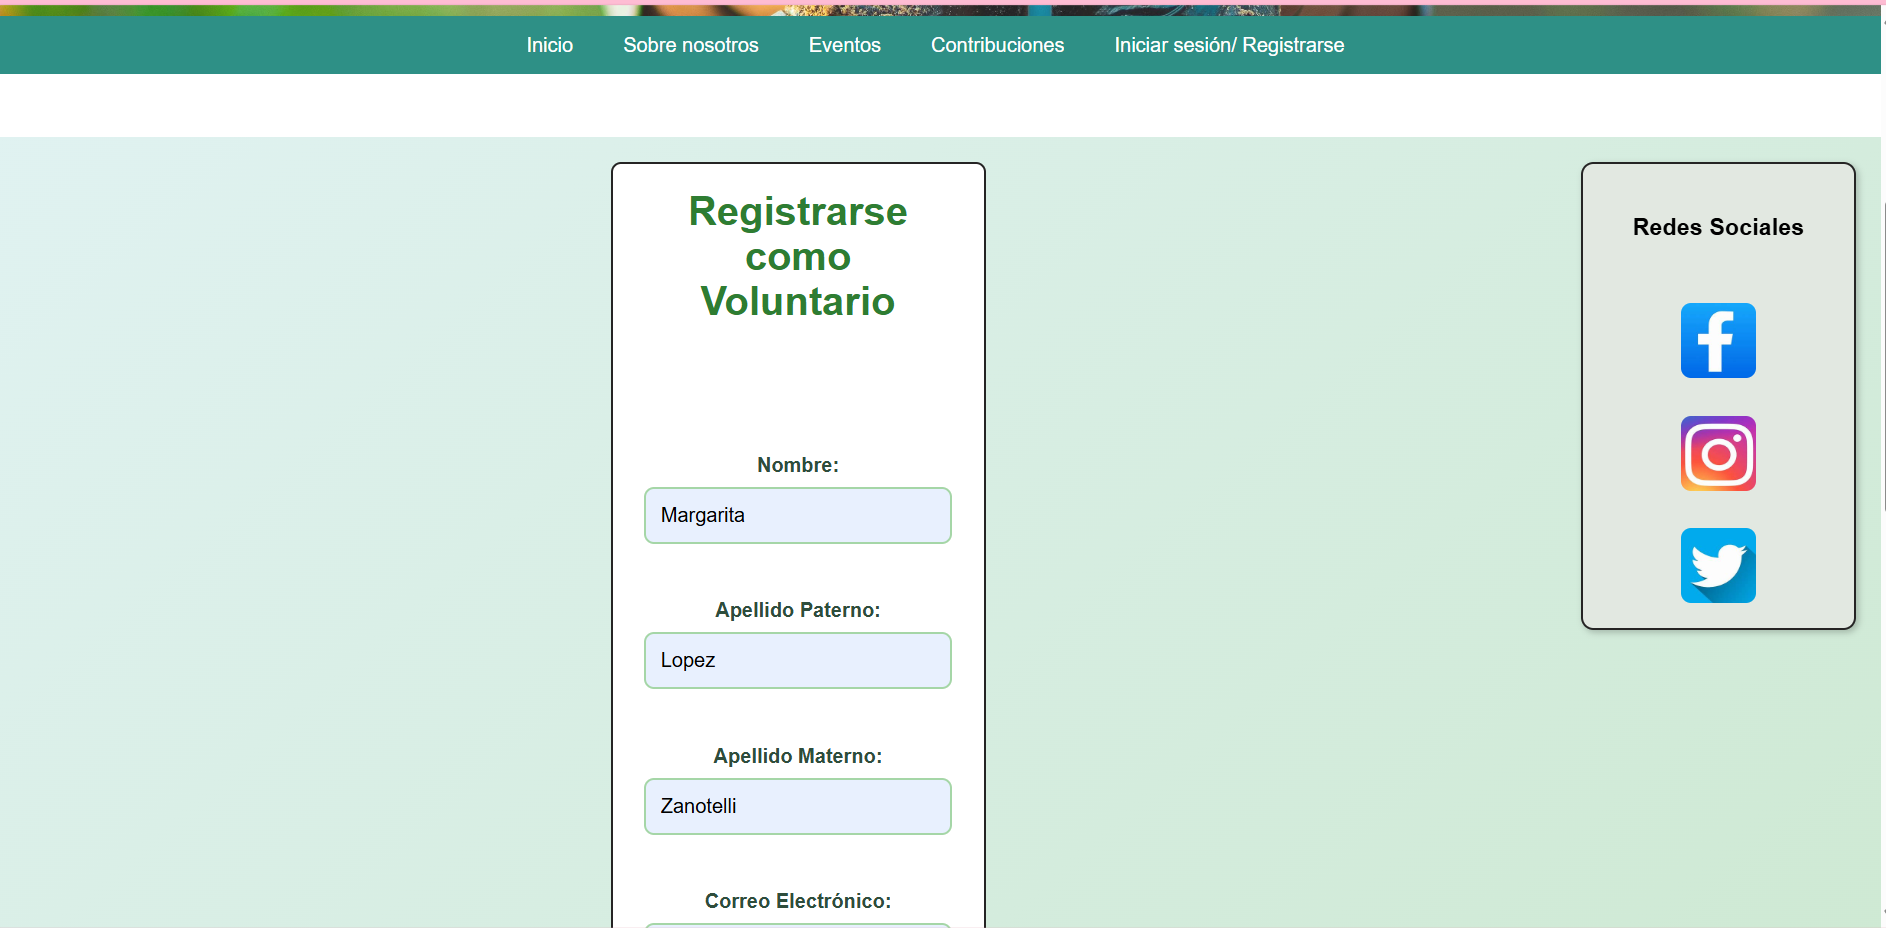 Inicio Sobre nosotros Eventos Contribuciones Iniciar sesión/ Registrarse
Registrarse
como
Voluntario
Nombre:
Margarita
Apellido Paterno:
Lopez
Apellido Materno:
Zanotelli
Correo Electrónico:
Redes Sociales